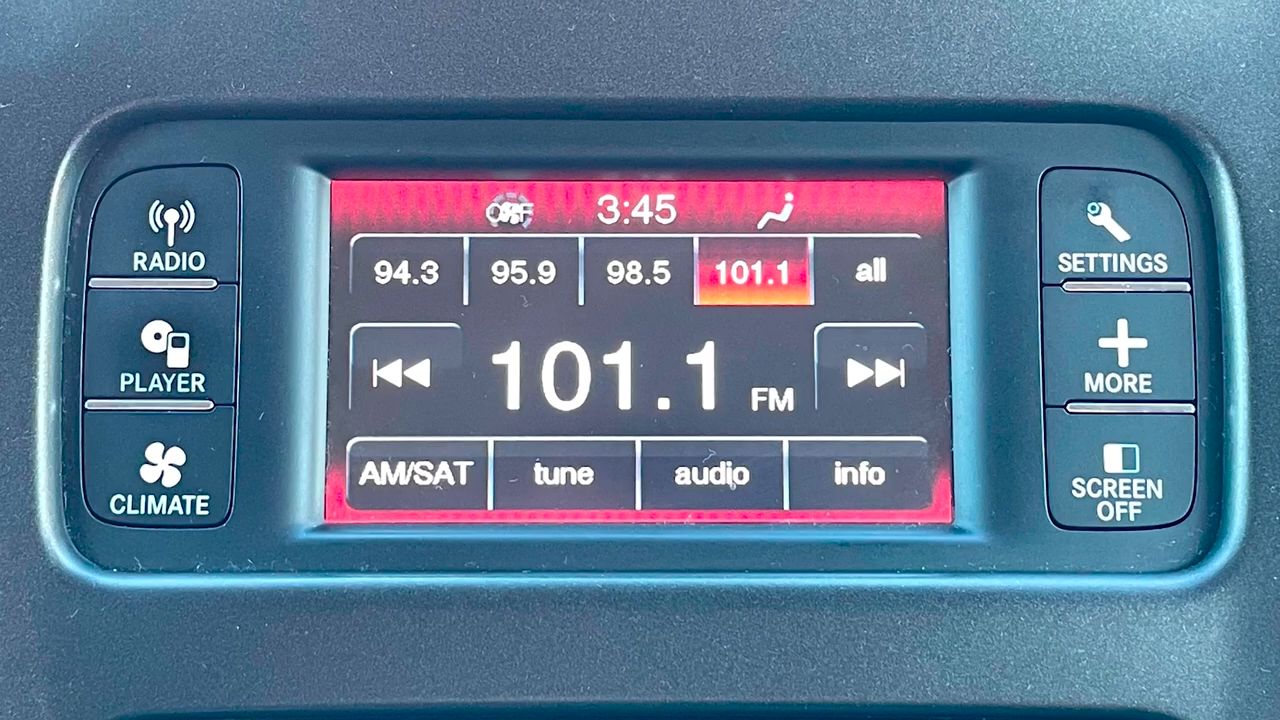 RADIO
PLAYER
CLIMATE
OFF 3:45
94.3 95.9 98.5 101.1 all
101.1 FM
AM/SAT tune audio info
SETTINGS
MORE
SCREEN
OFF